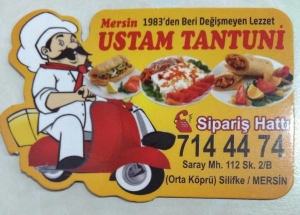 Mersin 1983'den Beri Değişmeyen Lezzet
USTAM TANTUNİ
Sipariş Hattı
714 44 74
Saray Mh. 112 Sk. 2/B
(Orta Köprü) Silifke / MERSİN